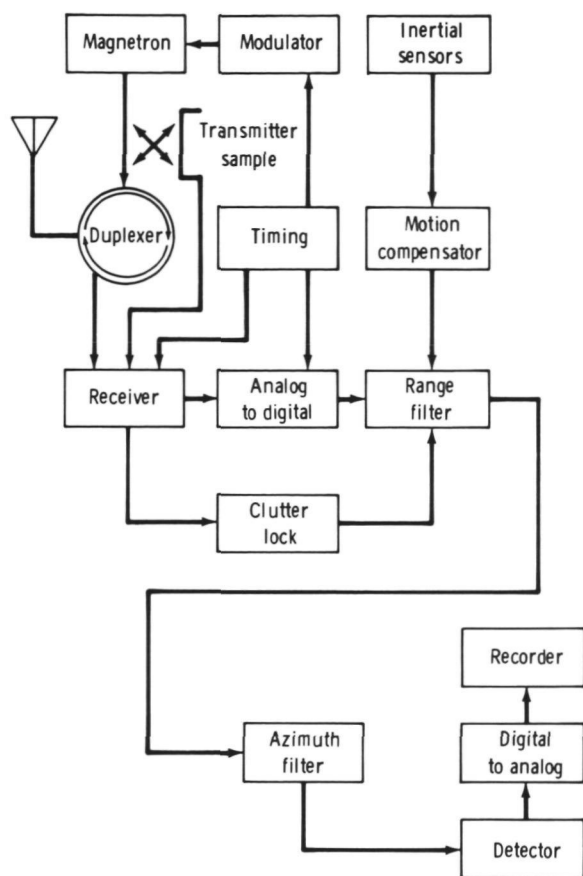 Magnetron
Modulator
Inertial
sensors
Transmitter
sample
Duplexer
Timing
Motion
compensator
Receiver
Analog
to digital
Range
filter
Clutter
lock
Recorder
Azimuth
filter
Digital
to analog
Detector